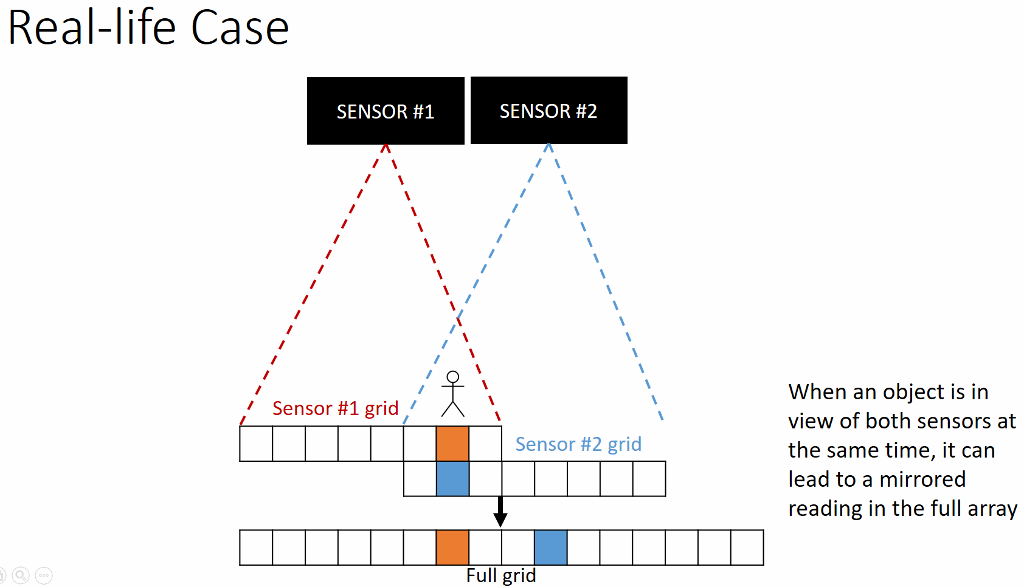 Real-life Case
SENSOR #1
SENSOR #2
Sensor #1 grid
Sensor #2 grid
When an object is in
view of both sensors at
the same time, it can
lead to a mirrored
reading in the full array
Full grid